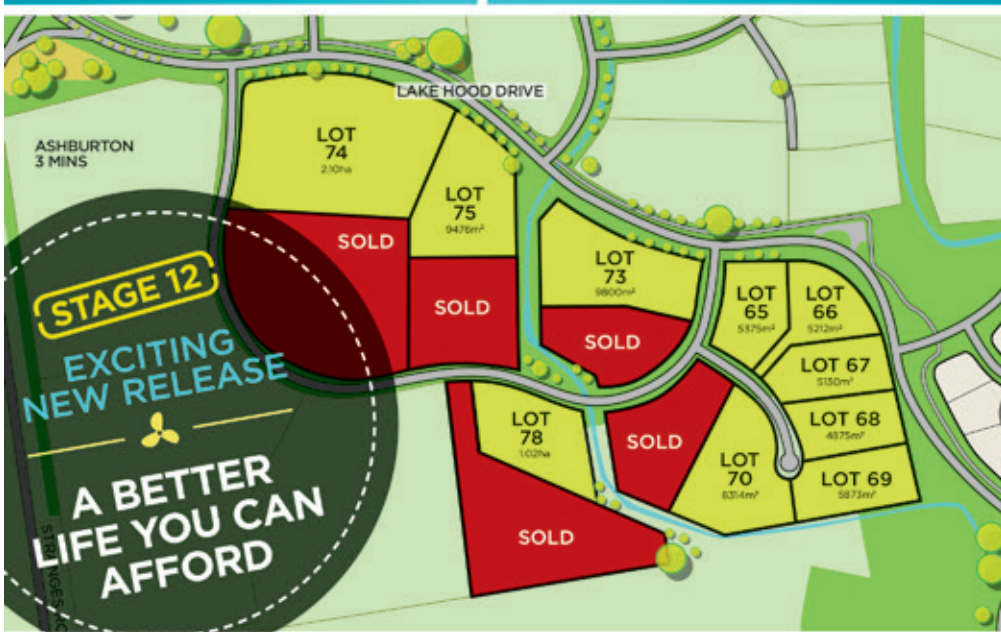 LAKE HOOD DRIVE
ASHBURTON
3 MINS
LOT
74
2.10ha
LOT
75
9476m²
SOLD
SOLD
LOT
73
9800m²
SOLD
LOT
65
5375m²
LOT
66
5212m²
LOT 67
5130m²
LOT 68
4875m²
LOT 69
5873m²
LOT
70
8314m²
SOLD
LOT
78
1.02ha
SOLD
STAGE 12
EXCITING
NEW RELEASE
A BETTER
LIFE YOU CAN
AFFORD